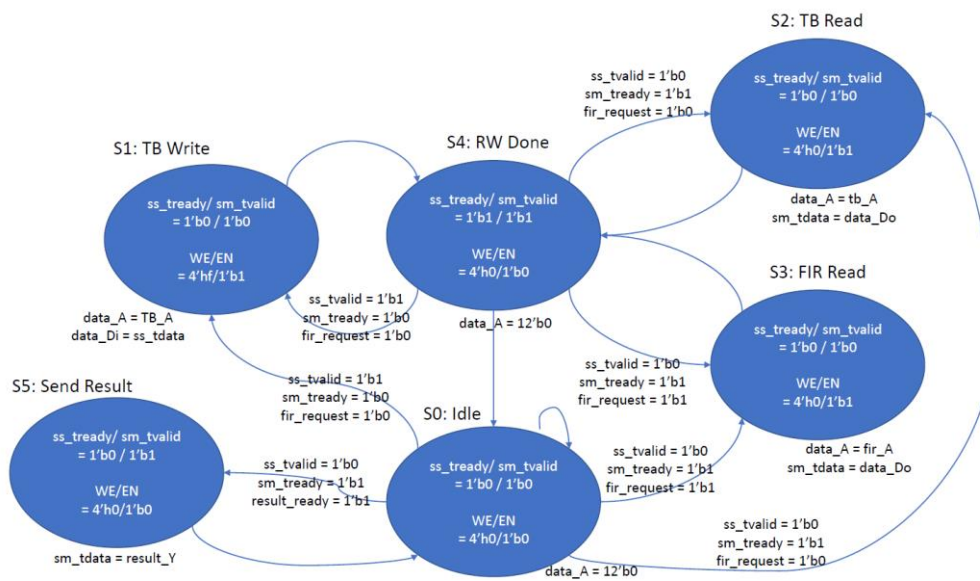 S2: TB Read
ss_tready/ sm_tvalid
= 1'b0 / 1'b0
WE/EN
= 4'h0/1'b1
data_A = tb_A
sm_tdata = data_Do
ss_tvalid = 1'b0
sm_tready = 1'b1
fir_request = 1'b0
S4: RW Done
ss_tready/ sm_tvalid
= 1'b1 / 1'b1
WE/EN
= 4'h0/1'b0
data_A = 12'b0
S1: TB Write
ss_tready/ sm_tvalid
= 1'b0 / 1'b0
WE/EN
= 4'hf/1'b1
data_A = TB_A
data_Di = ss_tdata
ss_tvalid = 1'b1
sm_tready = 1'b0
fir_request = 1'b0
S3: FIR Read
ss_tready/ sm_tvalid
= 1'b0 / 1'b0
WE/EN
= 4'h0/1'b1
data_A = fir_A
sm_tdata = data_Do
ss_tvalid = 1'b0
sm_tready = 1'b1
fir_request = 1'b1
ss_tvalid = 1'b1
sm_tready = 1'b0
fir_request = 1'b0
S5: Send Result
ss_tready/ sm_tvalid
= 1'b0 / 1'b1
WE/EN
= 4'h0/1'b0
sm_tdata = result_Y
ss_tvalid = 1'b0
sm_tready = 1'b1
result_ready = 1'b1
S0: Idle
ss_tready/ sm_tvalid
= 1'b0 / 1'b0
WE/EN
= 4'h0/1'b0
data_A = 12'b0
ss_tvalid = 1'b0
sm_tready = 1'b1
fir_request = 1'b1
ss_tvalid = 1'b0
sm_tready = 1'b1
fir_request = 1'b0